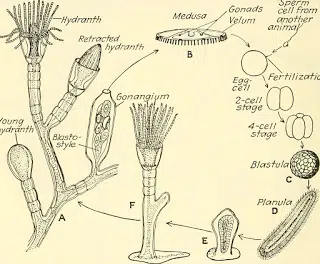 Hydranth
Retracted
hydranth
Young
hydranth
Blasto-
style
A
Gonangium
Medusa
Gonads
Velum
B
Sperm
cell from
another
animal
Egg-
cell
Fertilization
2-cell
stage
4-cell
stage
Blastula
C
Planula
D
E
F